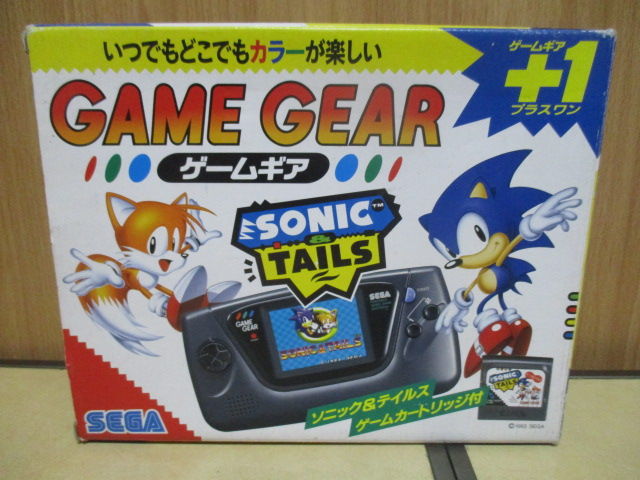 いつでもどこでもカラーが楽しい
ゲームギア
+1
プラスワン
GAME GEAR
ゲームギア
SONIC™
&
TAILS
GAME
GEAR
SEGA
SONIC&TAILS
ソニック&テイルス
ゲームカートリッジ付
SONIC
TAILS
SEGA
©1993 SEGA